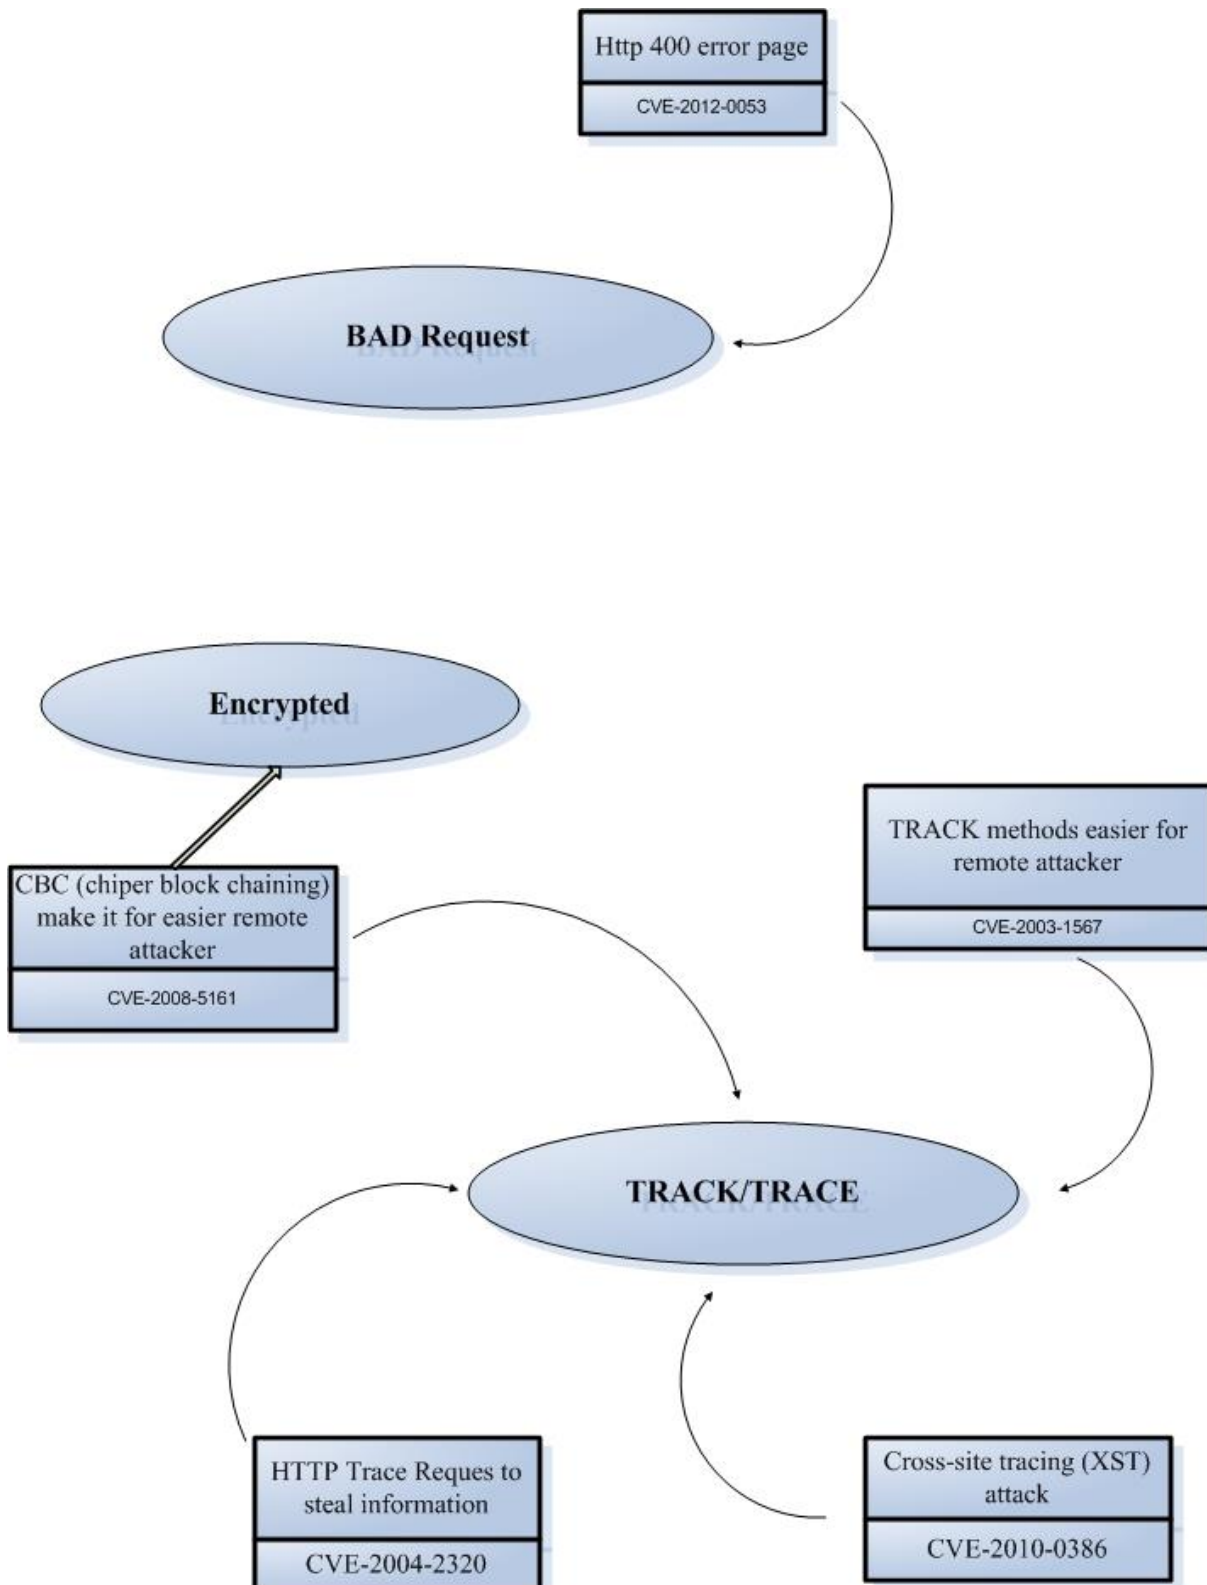 Http 400 error page
CVE-2012-0053
BAD Request
Encrypted
TRACK methods easier for
remote attacker
CVE-2003-1567
CBC (chiper block chaining)
make it for easier remote
attacker
CVE-2008-5161
TRACK/TRACE
HTTP Trace Reques to
steal information
CVE-2004-2320
Cross-site tracing (XST)
attack
CVE-2010-0386